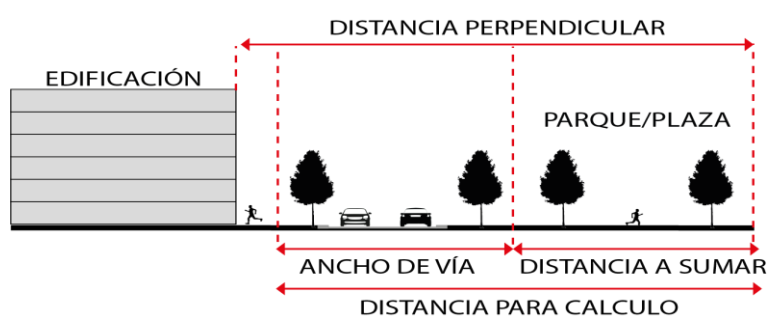 DISTANCIA PERPENDICULAR
EDIFICACIÓN
PARQUE/PLAZA
ANCHO DE VÍA
DISTANCIA A SUMAR
DISTANCIA PARA CALCULO